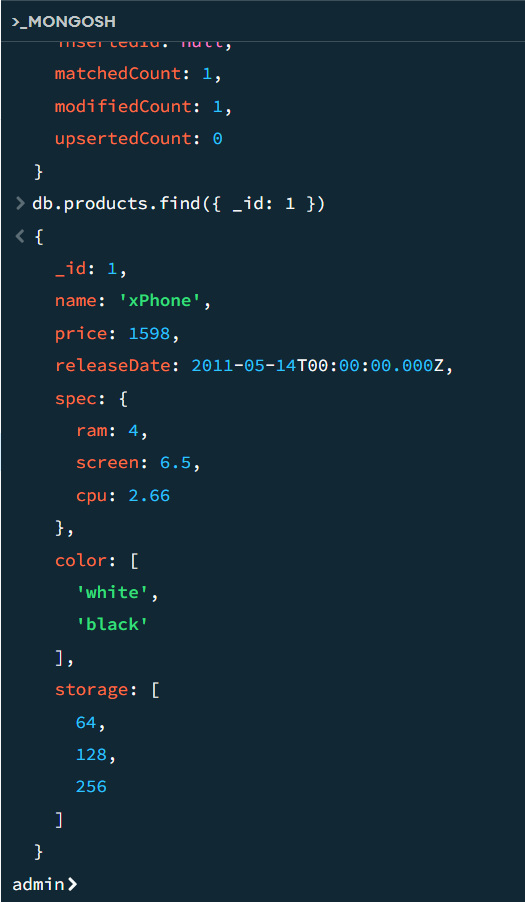 >_MONGOSH
insertedId: null,
matchedCount: 1,
modifiedCount: 1,
upsertedCount: 0
}
> db.products.find({ _id: 1 })
< {
_id: 1,
name: 'xPhone',
price: 1598,
releaseDate: 2011-05-14T00:00:00.000Z,
spec: {
ram: 4,
screen: 6.5,
cpu: 2.66
},
color: [
'white',
'black'
],
storage: [
64,
128,
256
]
}
admin>